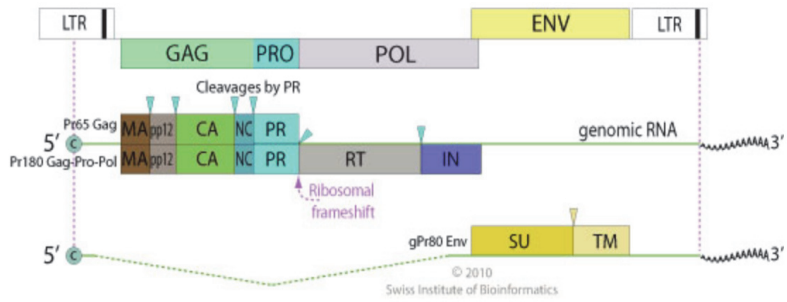 LTR
ENV
LTR
GAG PRO POL
Cleavages by PR
Pr65 Gag MA pp12 CA NC PR
5' C genomic RNA 3'
Pr180 Gag-Pro-Pol MA pp12 CA NC PR RT IN
Ribosomal
frameshift
gPr80 Env SU TM
5' C 3'
© 2010
Swiss Institute of Bioinformatics